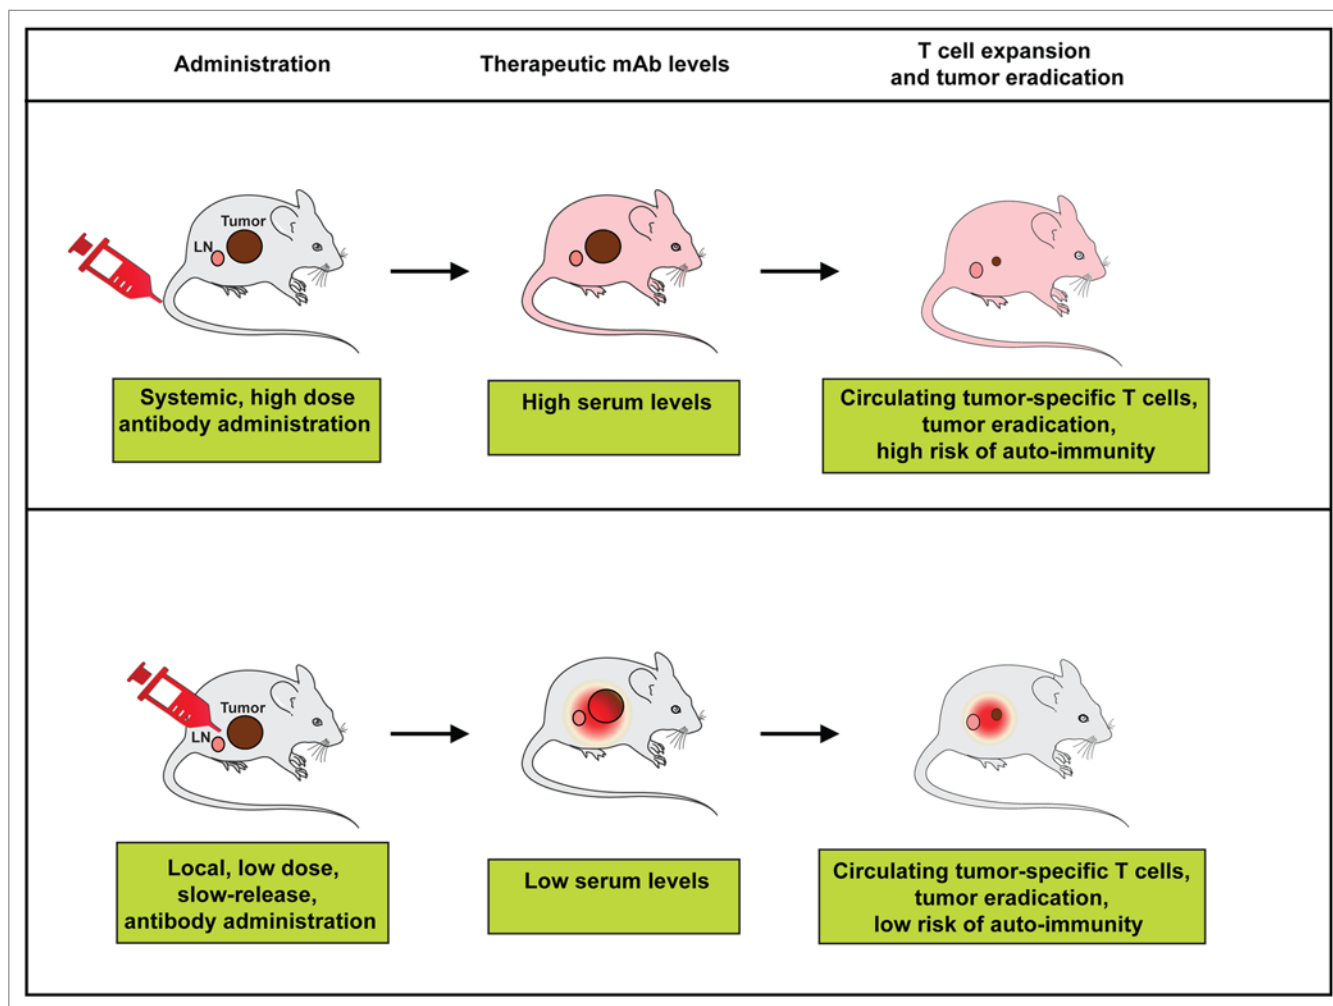 Administration
Therapeutic mAb levels
T cell expansion
and tumor eradication
Tumor
LN
Systemic, high dose
antibody administration
High serum levels
Circulating tumor-specific T cells,
tumor eradication,
high risk of auto-immunity
Tumor
LN
Local, low dose,
slow-release,
antibody administration
Low serum levels
Circulating tumor-specific T cells,
tumor eradication,
low risk of auto-immunity